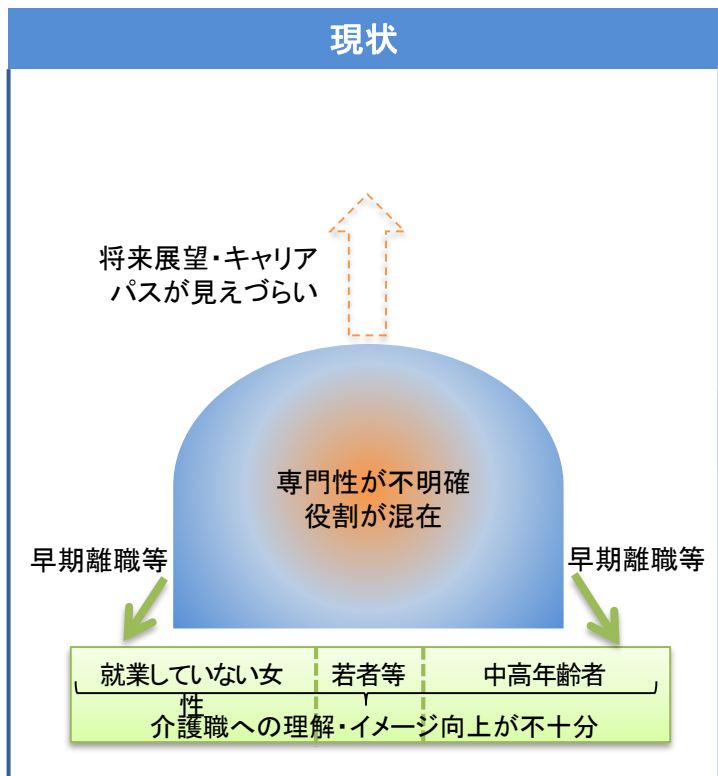 現状
将来展望・キャリア
パスが見えづらい
専門性が不明確
役割が混在
早期離職等
早期離職等
就業していない女
性
若者等
中高年齢者
介護職への理解・イメージ向上が不十分